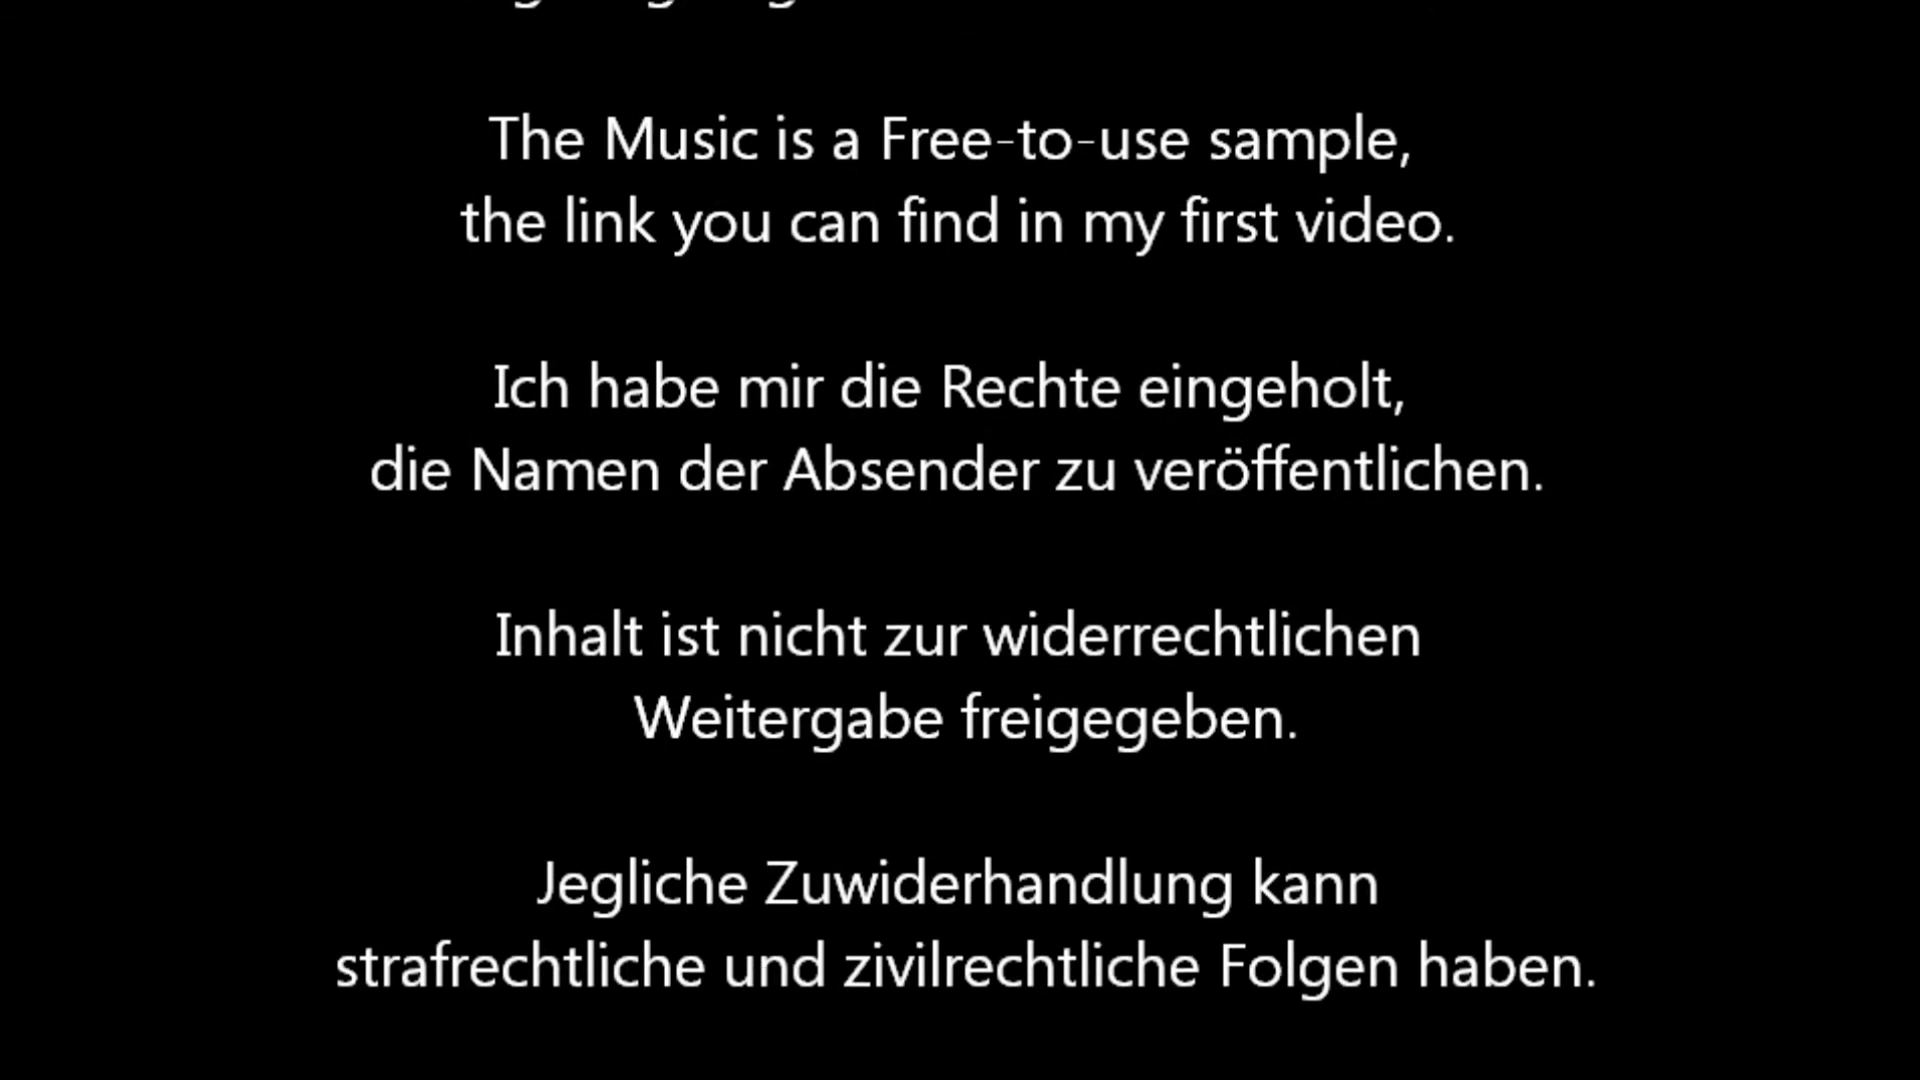 The Music is a Free-to-use sample,
the link you can find in my first video.
Ich habe mir die Rechte eingeholt,
die Namen der Absender zu veröffentlichen.
Inhalt ist nicht zur widerrechtlichen
Weitergabe freigegeben.
Jegliche Zuwiderhandlung kann
strafrechtliche und zivilrechtliche Folgen haben.